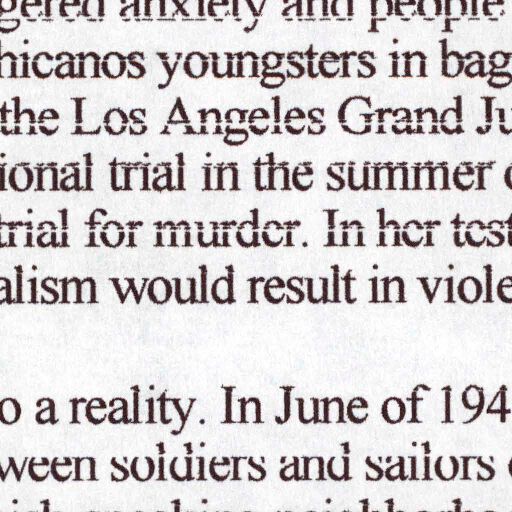 gered anxiety and people
hicanos youngsters in bag
the Los Angeles Grand Ju
ional trial in the summer
trial for murder. In her test
alism would result in viole
o a reality. In June of 194
ween soldiers and sailors